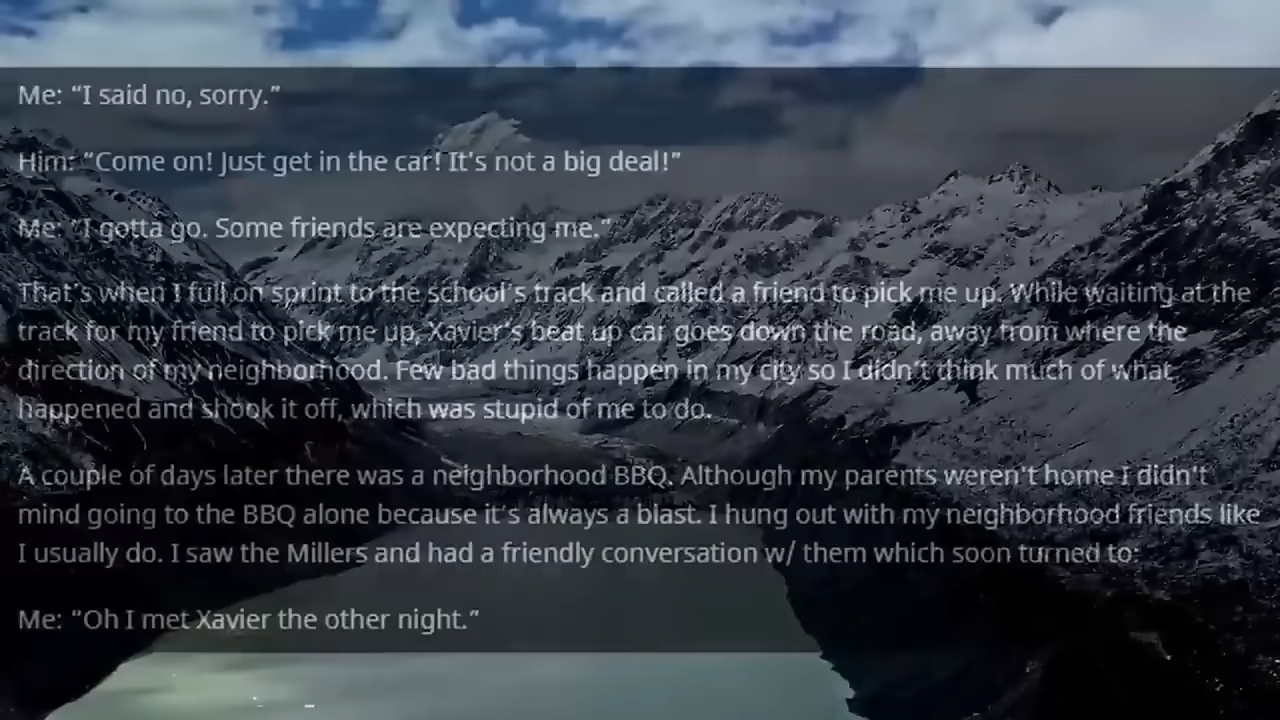 Me: “I said no, sorry.”
Him: “Come on! Just get in the car! It's not a big deal!”
Me: “I gotta go. Some friends are expecting me.”
That's when I full on sprint to the school's track and called a friend to pick me up. While waiting at the
track for my friend to pick me up, Xavier's beat up car goes down the road, away from where the
direction of my neighborhood. Few bad things happen in my city so I didn't think much of what
happened and shook it off, which was stupid of me to do.
A couple of days later there was a neighborhood BBQ. Although my parents weren't home I didn't
mind going to the BBQ alone because it's always a blast. I hung out with my neighborhood friends like
I usually do. I saw the Millers and had a friendly conversation w/ them which soon turned to:
Me: “Oh I met Xavier the other night.”